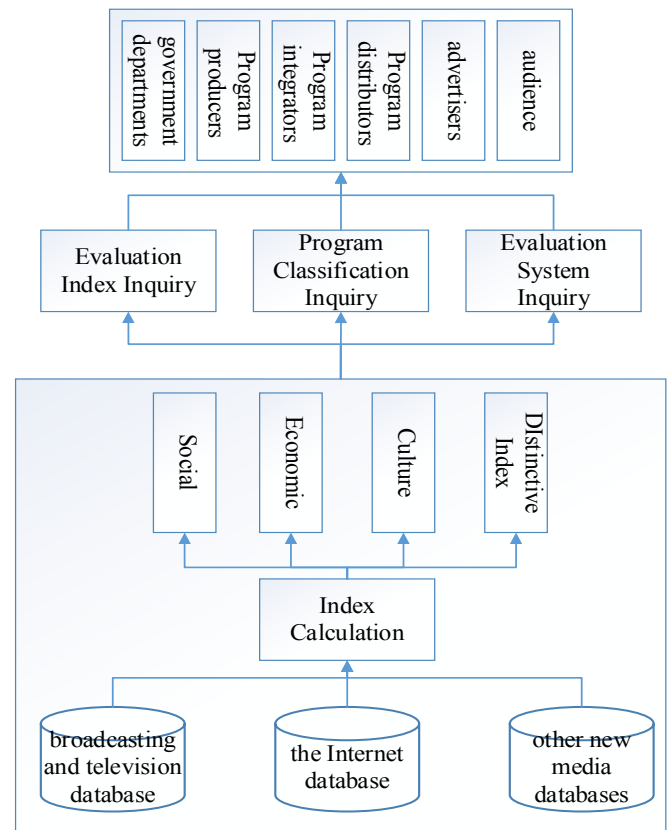 government
departments
Program
producers
Program
integrators
Program
distributors
advertisers
audience
Evaluation
Index Inquiry
Program
Classification
Inquiry
Evaluation
System
Inquiry
Social
Economic
Culture
DIstinctive
Index
Index
Calculation
broadcasting
and television
database
the Internet
database
other new
media
databases